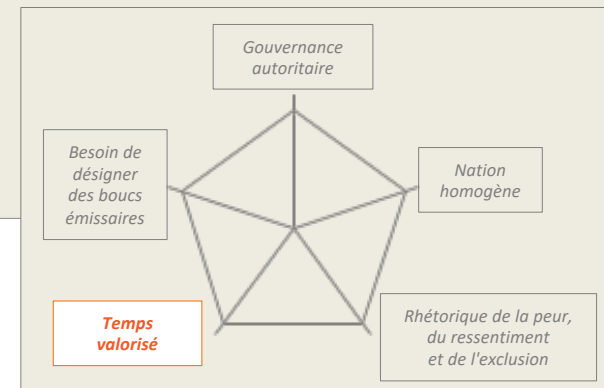 Gouvernance
autoritaire
Besoin de
désigner
des boucs
émissaires
Nation
homogène
Temps
valorisé
Rhétorique de la peur,
du ressentiment
et de l'exclusion